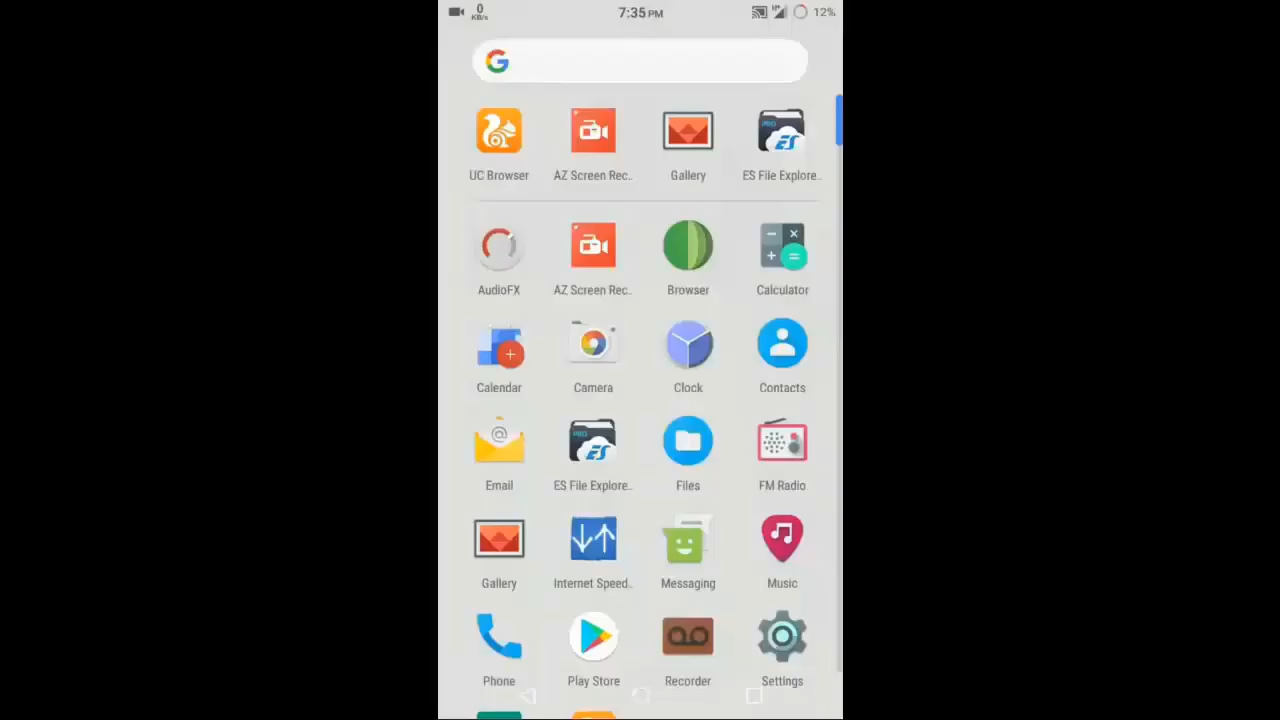 0 KB/s 7:35 PM 12%
UC Browser AZ Screen Rec.. Gallery ES File Explore..
AudioFX AZ Screen Rec.. Browser Calculator
Calendar Camera Clock Contacts
Email ES File Explore.. Files FM Radio
Gallery Internet Speed.. Messaging Music
Phone Play Store Recorder Settings